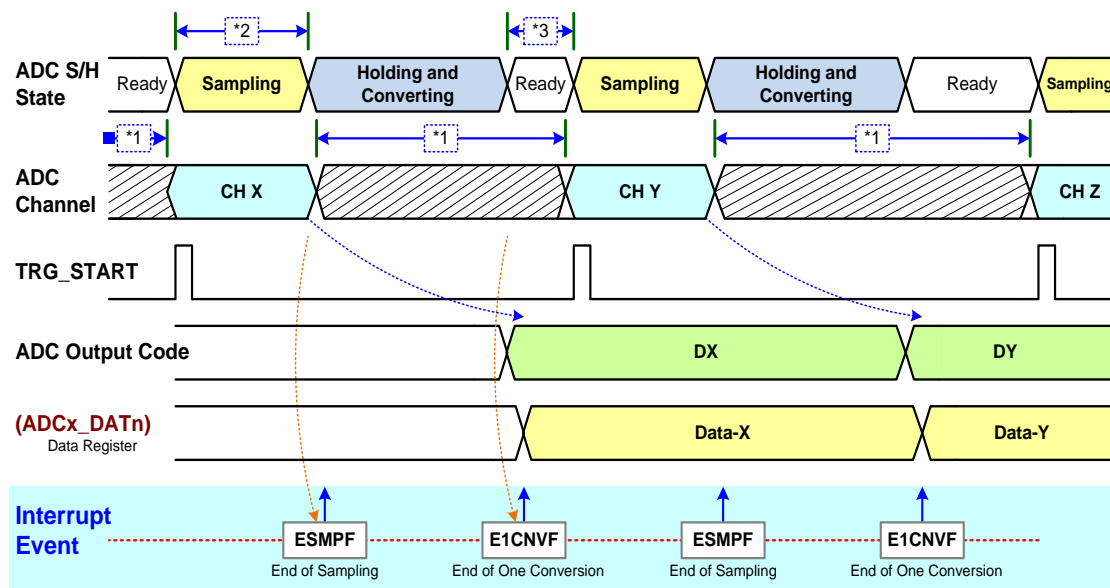 *2
*3
ADC S/H
State
Ready
Sampling
Holding and
Converting
Ready
Sampling
Holding and
Converting
Ready
Sampling
*1
*1
*1
ADC
Channel
CH X
CH Y
CH Z
TRG_START
ADC Output Code
DX
DY
(ADCx_DATn)
Data Register
Data-X
Data-Y
Interrupt
Event
ESMPF
E1CNVF
ESMPF
E1CNVF
End of Sampling
End of One Conversion
End of Sampling
End of One Conversion